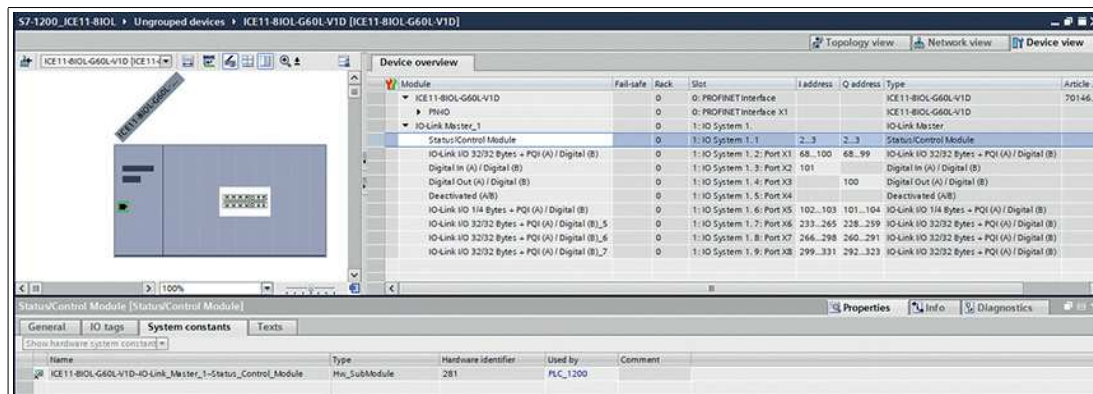 S7-1200_ICE11-8IOL ▸ Ungrouped devices ▸ ICE11-8IOL-G60L-V1D [ICE11-8IOL-G60L-V1D]
Topology view Network view Device view
ICE11-8IOL-G60L-V1D [ICE11-
Device overview
Module Fail-safe Rack Slot I address Q address Type Article
ICE11-8IOL-G60L-V1D 0 0: PROFINET Interface ICE11-8IOL-G60L-V1D 70146
PN-IO 0 0: PROFINET Interface X1 ICE11-8IOL-G60L-V1D
IO-Link Master_1 0 1: IO System 1. IO-Link Master
Status/Control Module 0 1: IO System 1. 1 2...3 2...3 Status/Control Module
IO-Link I/O 32/32 Bytes + PQI (A) / Digital (B) 0 1: IO System 1. 2: Port X1 68...100 68...99 IO-Link I/O 32/32 Bytes + PQI (A) / Digital (B)
Digital In (A) / Digital (B) 0 1: IO System 1. 3: Port X2 101 Digital In (A) / Digital (B)
Digital Out (A) / Digital (B) 0 1: IO System 1. 4: Port X3 100 Digital Out (A) / Digital (B)
Deactivated (A/B) 0 1: IO System 1. 5: Port X4 Deactivated (A/B)
IO-Link I/O 1/4 Bytes + PQI (A) / Digital (B) 0 1: IO System 1. 6: Port X5 102...103 101...104 IO-Link I/O 1/4 Bytes + PQI (A) / Digital (B)
IO-Link I/O 32/32 Bytes + PQI (A) / Digital (B)_5 0 1: IO System 1. 7: Port X6 233...265 228...259 IO-Link I/O 32/32 Bytes + PQI (A) / Digital (B)
IO-Link I/O 32/32 Bytes + PQI (A) / Digital (B)_6 0 1: IO System 1. 8: Port X7 266...298 260...291 IO-Link I/O 32/32 Bytes + PQI (A) / Digital (B)
IO-Link I/O 32/32 Bytes + PQI (A) / Digital (B)_7 0 1: IO System 1. 9: Port X8 299...331 292...323 IO-Link I/O 32/32 Bytes + PQI (A) / Digital (B)
ICE11-8IOL-G60L-
100%
Status/Control Module [Status/Control Module]
Properties Info Diagnostics
General IO tags System constants Texts
Show hardware system constant
Name Type Hardware identifier Used by Comment
ICE11-8IOL-G60L-V1D~IO-Link_Master_1~Status_Control_Module Hw_SubModule 281 PLC_1200